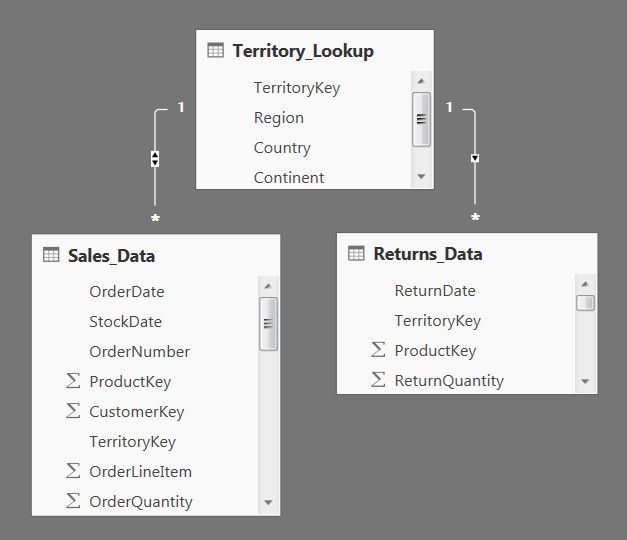 Territory_Lookup
TerritoryKey
Region
Country
Continent
1
1
*
*
Sales_Data
OrderDate
StockDate
OrderNumber
∑ ProductKey
∑ CustomerKey
TerritoryKey
∑ OrderLineItem
∑ OrderQuantity
Returns_Data
ReturnDate
TerritoryKey
∑ ProductKey
∑ ReturnQuantity